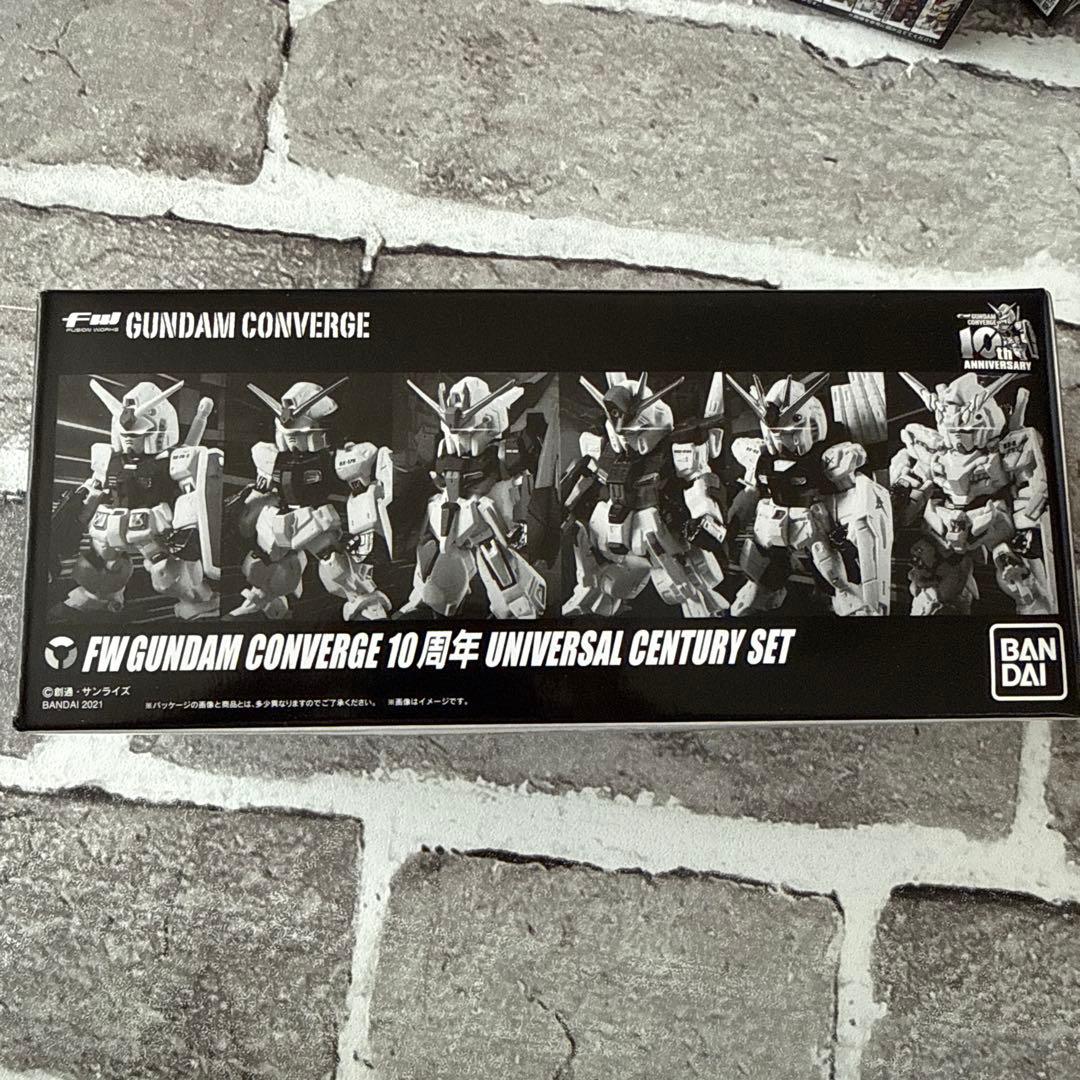 FW GUNDAM CONVERGE
FUSION WORKS
FW GUNDAM
CONVERGE
10th
ANNIVERSARY
FW GUNDAM CONVERGE 10周年 UNIVERSAL CENTURY SET
BAN
DAI
©創通・サンライズ
BANDAI 2021
※パッケージの画像と商品とは、多少異なりますのでご了承ください。 ※画像はイメージです。